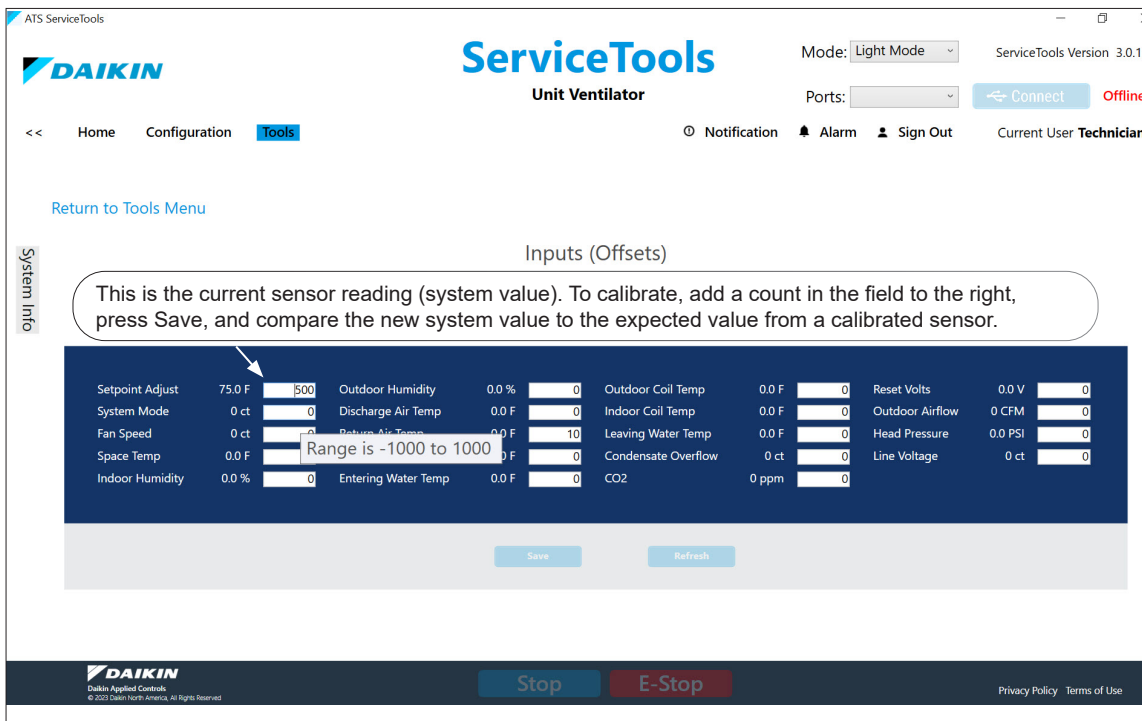 ATS ServiceTools
DAIKIN
ServiceTools
Unit Ventilator
Mode: Light Mode
ServiceTools Version 3.0.1
Ports:
Connect
Offline
<< Home Configuration Tools
Notification Alarm Sign Out Current User Technician
Return to Tools Menu
System Info
Inputs (Offsets)
This is the current sensor reading (system value). To calibrate, add a count in the field to the right,
press Save, and compare the new system value to the expected value from a calibrated sensor.
Setpoint Adjust 75.0 F 500 Outdoor Humidity 0.0 % 0 Outdoor Coil Temp 0.0 F 0 Reset Volts 0.0 V 0
System Mode 0 ct 0 Discharge Air Temp 0.0 F 0 Indoor Coil Temp 0.0 F 0 Outdoor Airflow 0 CFM 0
Fan Speed 0 ct 0 Return Air Temp 0.0 F 10 Leaving Water Temp 0.0 F 0 Head Pressure 0.0 PSI 0
Range is -1000 to 1000
Space Temp 0.0 F F 0 Condensate Overflow 0 ct 0 Line Voltage 0 ct 0
Indoor Humidity 0.0 % 0 Entering Water Temp 0.0 F 0 CO2 0 ppm 0
Save Refresh
DAIKIN
Daikin Applied Controls
© 2023 Daikin North America, All Rights Reserved
Stop E-Stop
Privacy Policy Terms of Use